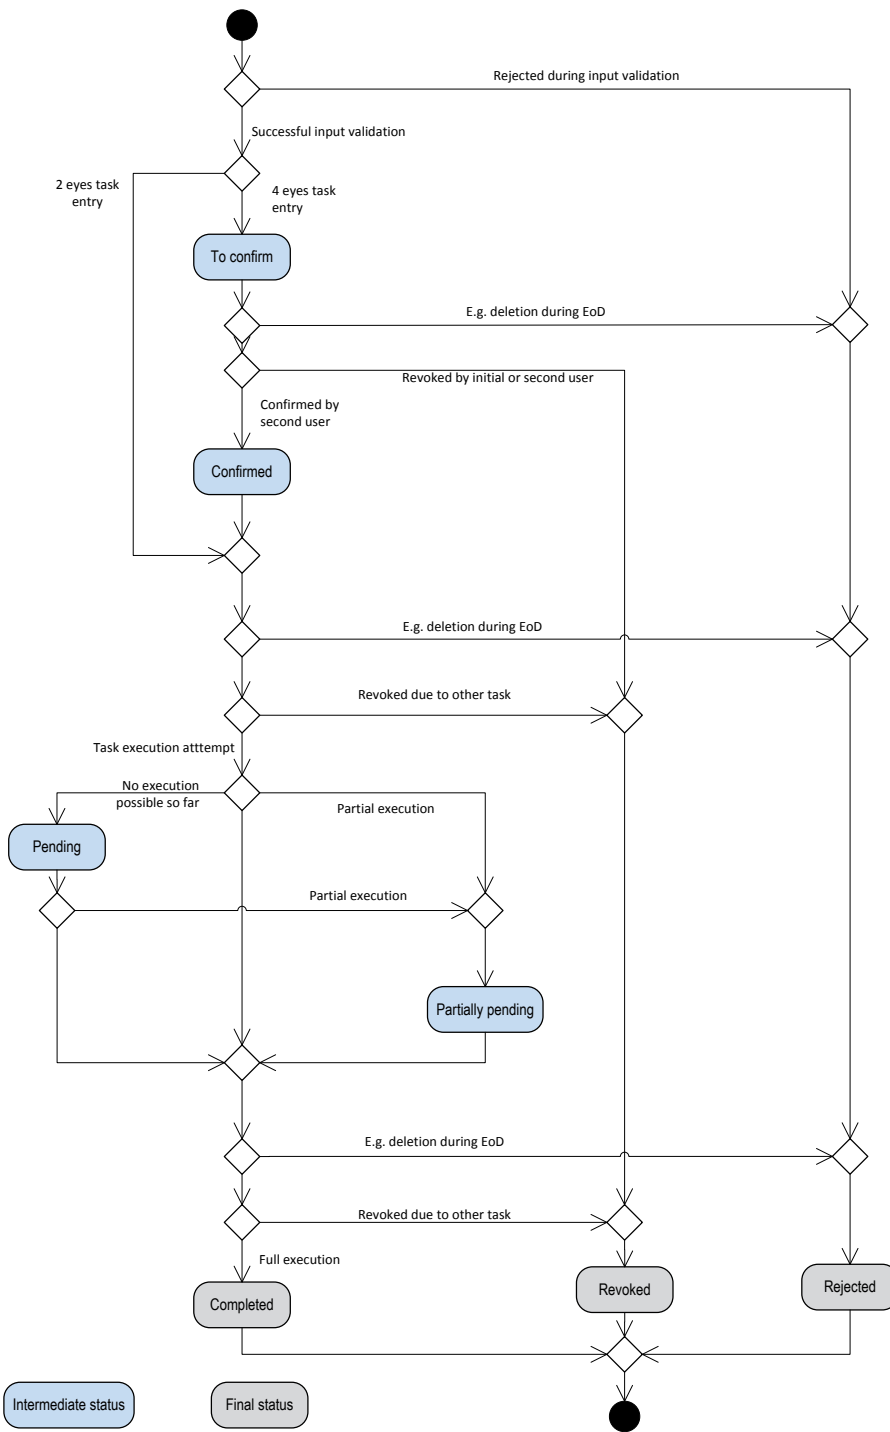 Rejected during input validation
Successful input validation
2 eyes task
entry
4 eyes task
entry
To confirm
E.g. deletion during EoD
Revoked by initial or second user
Confirmed by
second user
Confirmed
E.g. deletion during EoD
Revoked due to other task
Task execution atttempt
No execution
possible so far
Partial execution
Pending
Partial execution
Partially pending
E.g. deletion during EoD
Revoked due to other task
Full execution
Completed
Revoked
Rejected
Intermediate status
Final status